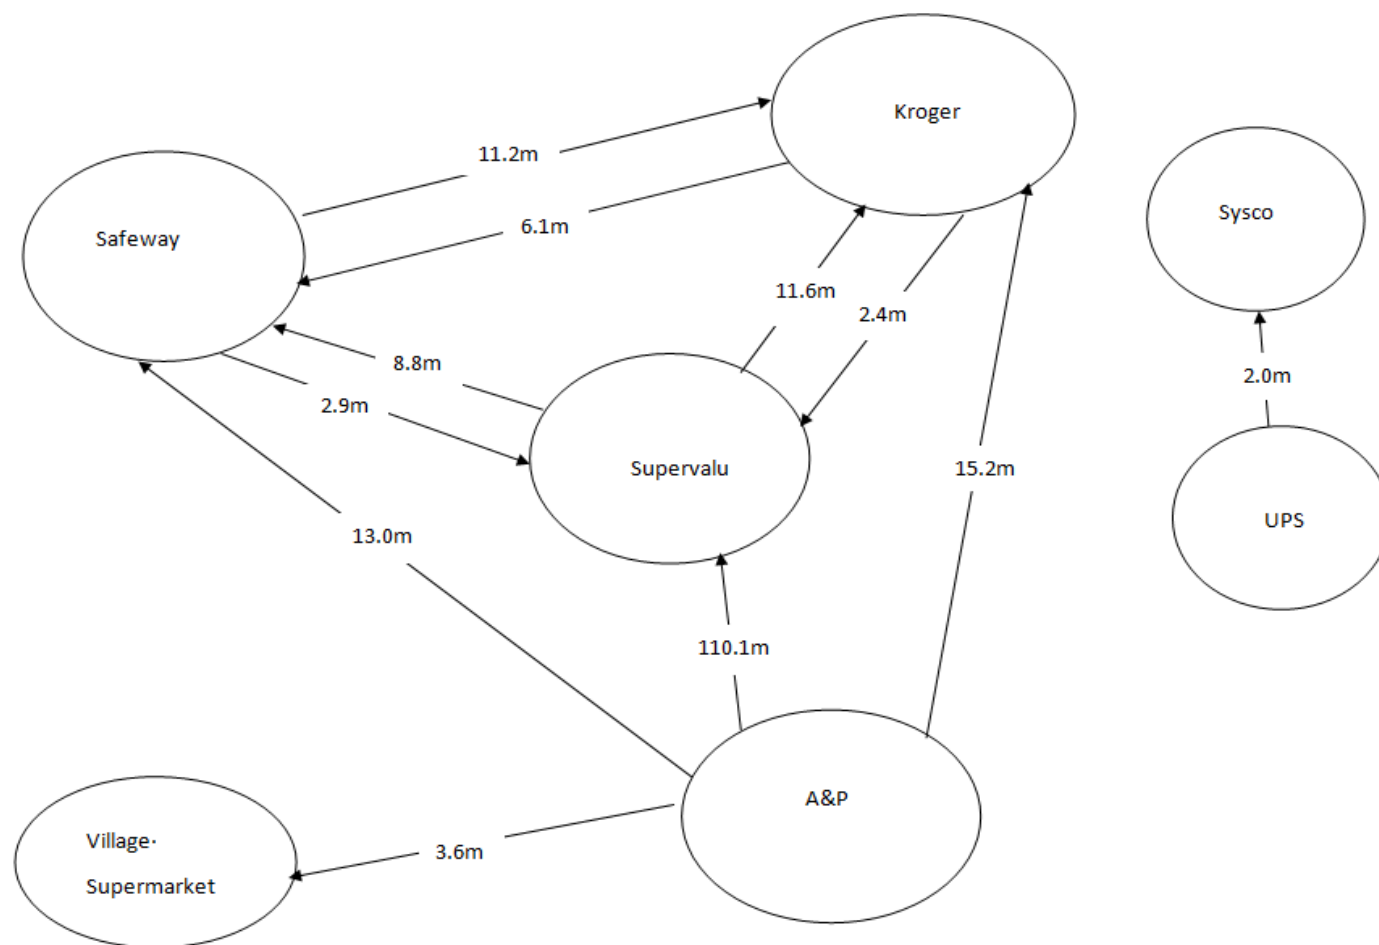 Kroger
11.2m
Sysco
6.1m
Safeway
11.6m
2.4m
8.8m
2.0m
2.9m
Supervalu
15.2m
UPS
13.0m
110.1m
A&P
Village·
3.6m
Supermarket